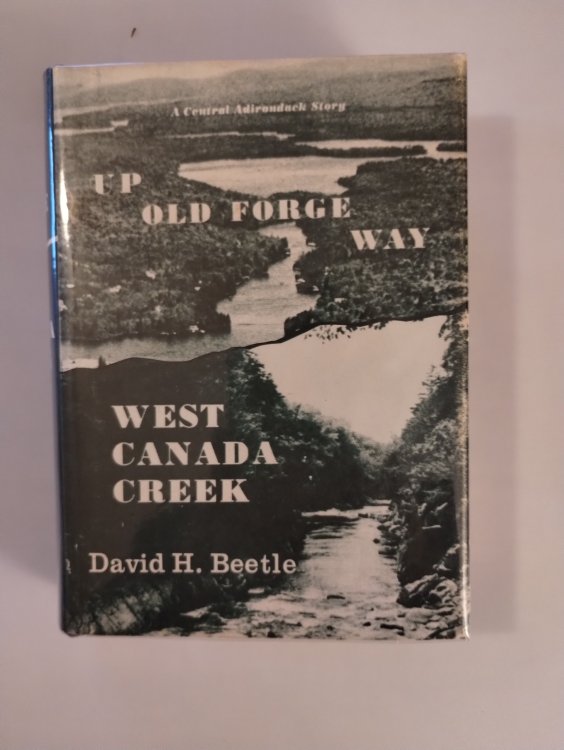 A Central Adirondack Story
UP
OLD FORGE
WAY
WEST
CANADA
CREEK
David H. Beetle